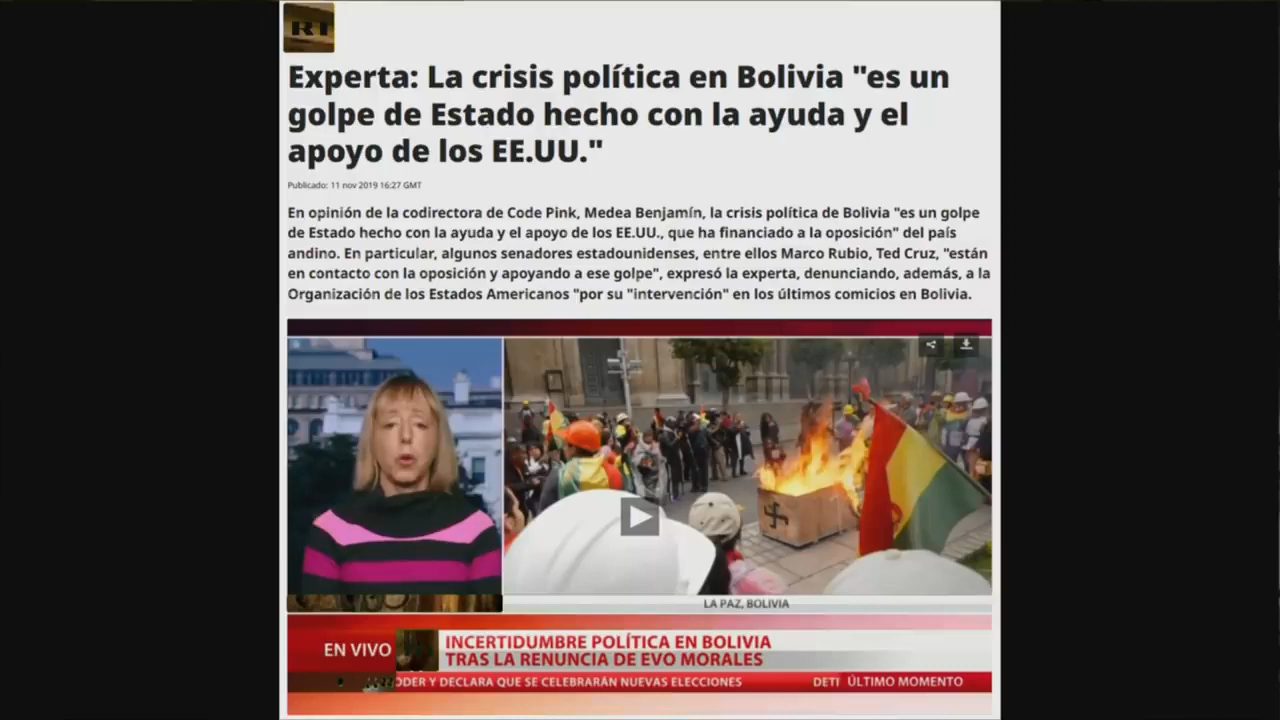 RT
Experta: La crisis política en Bolivia "es un
golpe de Estado hecho con la ayuda y el
apoyo de los EE.UU."
Publicado: 11 nov 2019 16:27 GMT
En opinión de la codirectora de Code Pink, Medea Benjamín, la crisis política de Bolivia "es un golpe
de Estado hecho con la ayuda y el apoyo de los EE.UU., que ha financiado a la oposición" del país
andino. En particular, algunos senadores estadounidenses, entre ellos Marco Rubio, Ted Cruz, "están
en contacto con la oposición y apoyando a ese golpe", expresó la experta, denunciando, además, a la
Organización de los Estados Americanos "por su "intervención" en los últimos comicios en Bolivia.
LA PAZ, BOLIVIA
EN VIVO
INCERTIDUMBRE POLÍTICA EN BOLIVIA
TRAS LA RENUNCIA DE EVO MORALES
ODER Y DECLARA QUE SE CELEBRARÁN NUEVAS ELECCIONES
DETI
ÚLTIMO MOMENTO